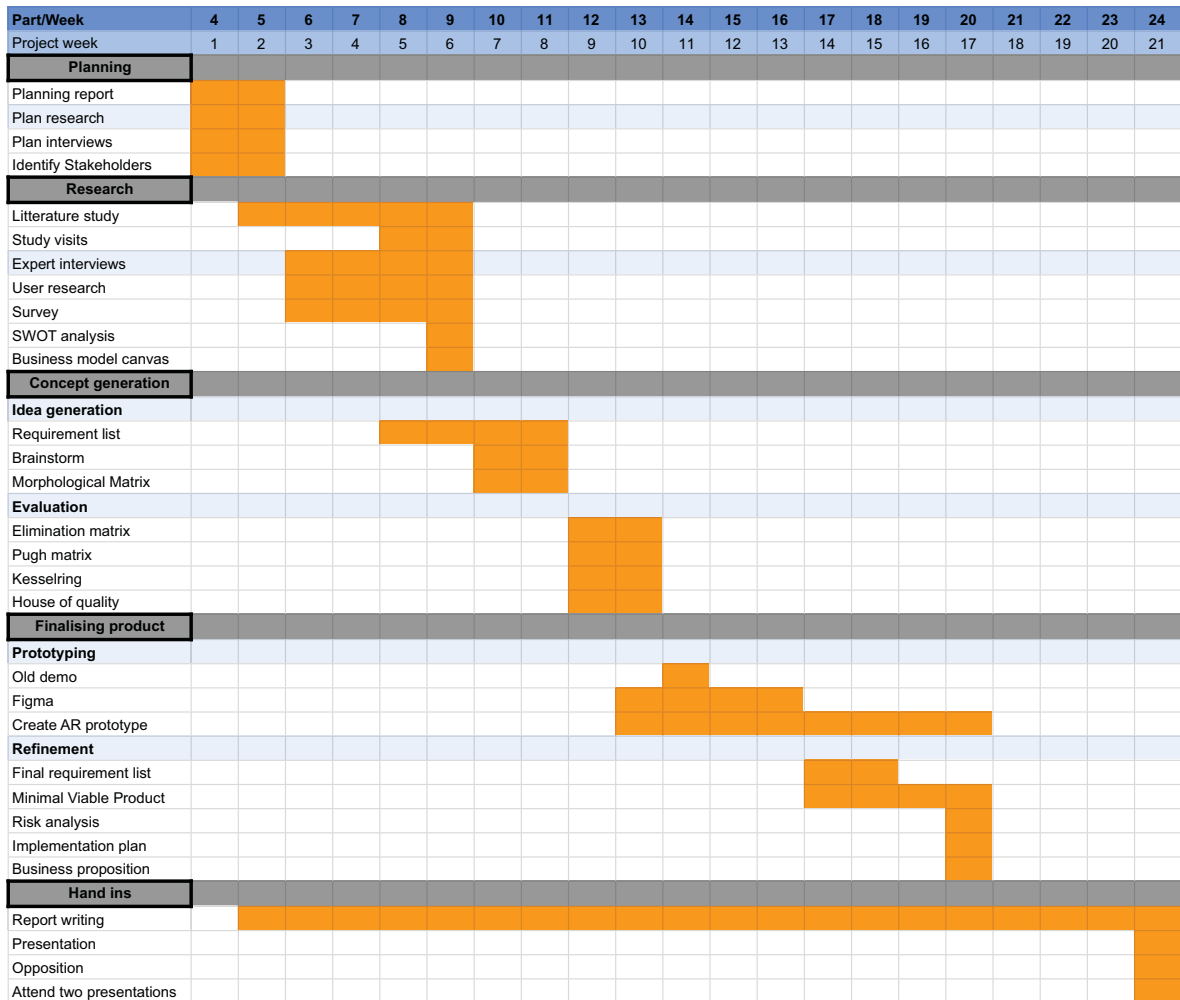 Part/Week 4 5 6 7 8 9 10 11 12 13 14 15 16 17 18 19 20 21 22 23 24
Project week 1 2 3 4 5 6 7 8 9 10 11 12 13 14 15 16 17 18 19 20 21
Planning
Planning report
Plan research
Plan interviews
Identify Stakeholders
Research
Litterature study
Study visits
Expert interviews
User research
Survey
SWOT analysis
Business model canvas
Concept generation
Idea generation
Requirement list
Brainstorm
Morphological Matrix
Evaluation
Elimination matrix
Pugh matrix
Kesselring
House of quality
Finalising product
Prototyping
Old demo
Figma
Create AR prototype
Refinement
Final requirement list
Minimal Viable Product
Risk analysis
Implementation plan
Business proposition
Hand ins
Report writing
Presentation
Opposition
Attend two presentations